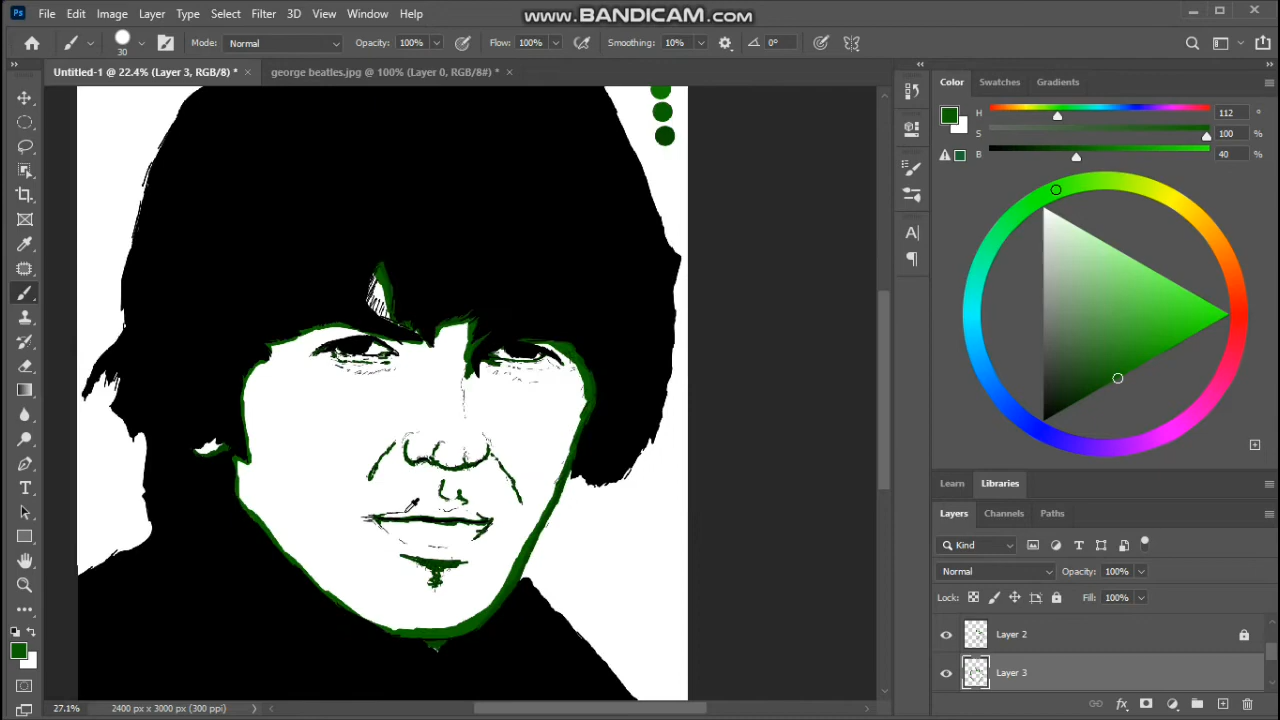 www.BANDICAM.com
Ps File Edit Image Layer Type Select Filter 3D View Window Help
30 Mode: Normal Opacity: 100% Flow: 100% Smoothing: 10% 0°
Untitled-1 @ 22.4% (Layer 3, RGB/8) * × george beatles.jpg @ 100% (Layer 0, RGB/8#) * ×
Color Swatches Gradients
H 112 °
S 100 %
B 40 %
Learn Libraries
Layers Channels Paths
Kind
Normal Opacity: 100%
Lock: Fill: 100%
Layer 2
Layer 3
fx
27.1% 2400 px x 3000 px (300 ppi)